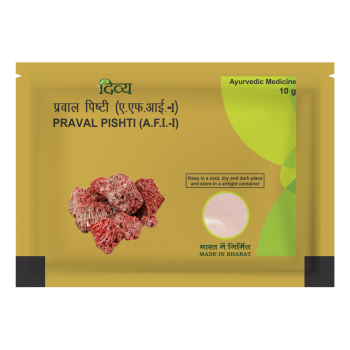 दिव्य
प्रवाल पिष्टी (ए.एफ.आई.-I)
PRAVAL PISHTI (A.F.I.-I)
Ayurvedic Medicine
10 g
Keep in a cool, dry and dark place
and store in a airtight container
भारत में निर्मित
MADE IN BHARAT